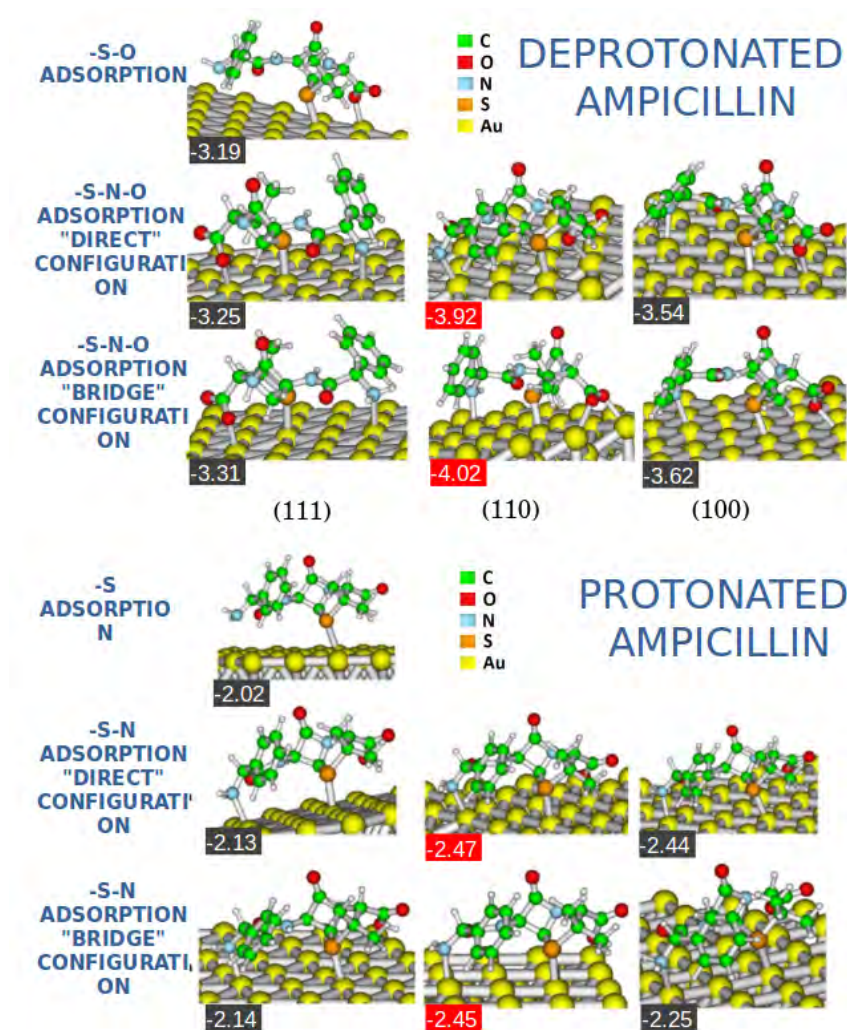 -S-O
ADSORPTION
C
O
N
S
Au
DEPROTONATED
AMPICILLIN
-3.19
-S-N-O
ADSORPTION
"DIRECT"
CONFIGURATI
ON
-3.25
-3.92
-3.54
-S-N-O
ADSORPTION
"BRIDGE"
CONFIGURATI
ON
-3.31
-4.02
-3.62
(111)
(110)
(100)
-S
ADSORPTIO
N
C
O
N
S
Au
PROTONATED
AMPICILLIN
-2.02
-S-N
ADSORPTION
"DIRECT"
CONFIGURATI
ON
-2.13
-2.47
-2.44
-S-N
ADSORPTION
"BRIDGE"
CONFIGURATI
ON
-2.14
-2.45
-2.25